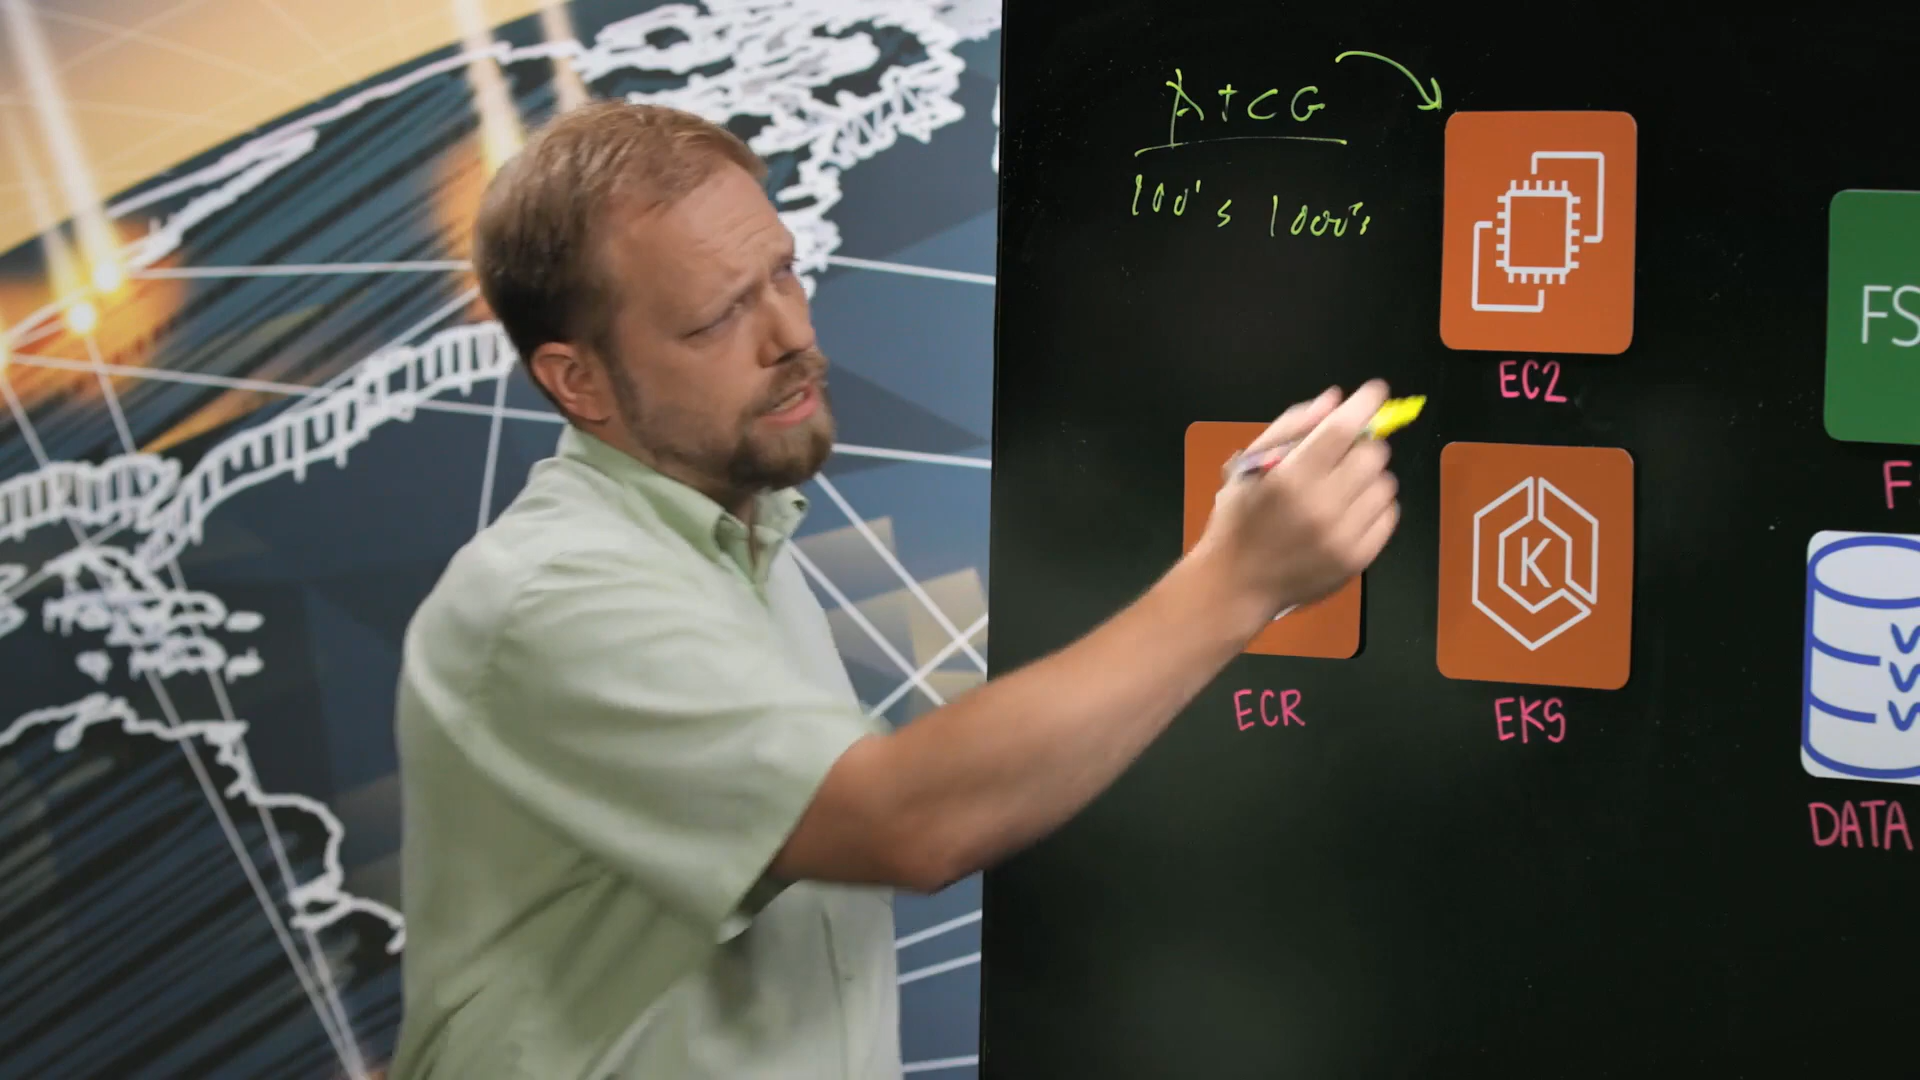 ATCG
100's 1000's
EC2
FS
F
ECR
K
EKS
DATA